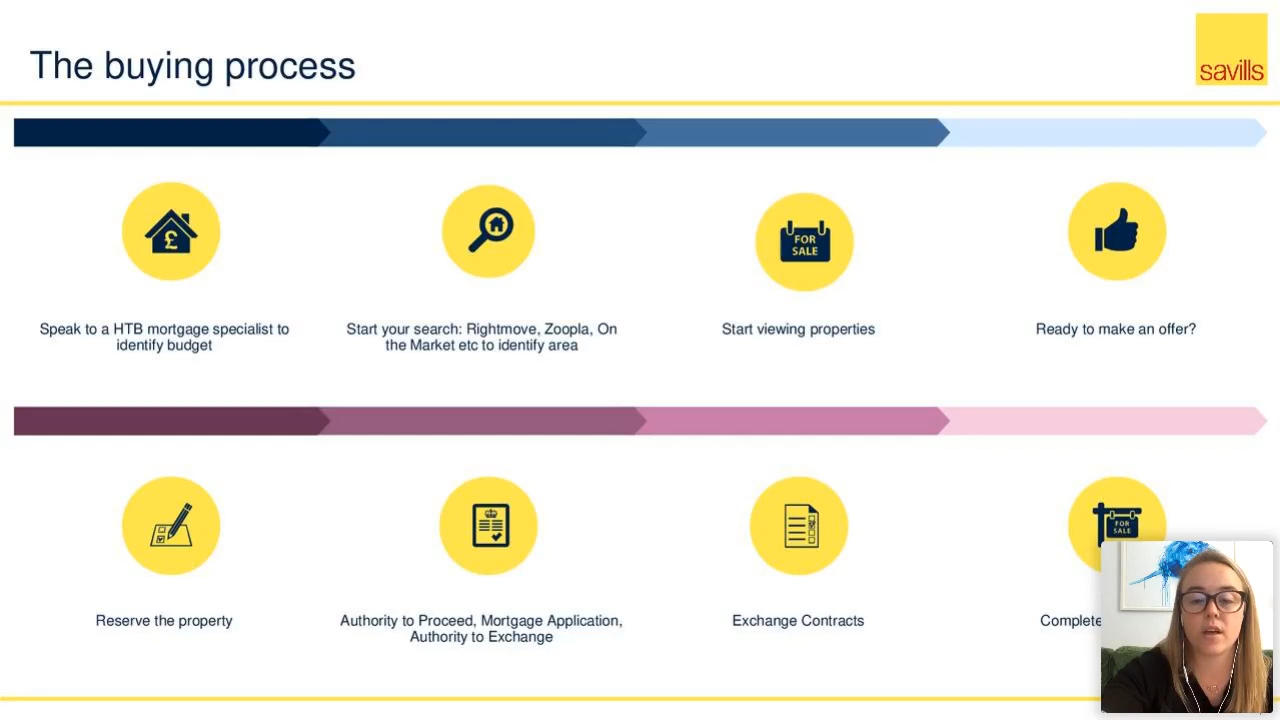 The buying process
savills
FOR
SALE
Speak to a HTB mortgage specialist to
identify budget
Start your search: Rightmove, Zoopla, On
the Market etc to identify area
Start viewing properties
Ready to make an offer?
FOR
SALE
Reserve the property
Authority to Proceed, Mortgage Application,
Authority to Exchange
Exchange Contracts
Complete